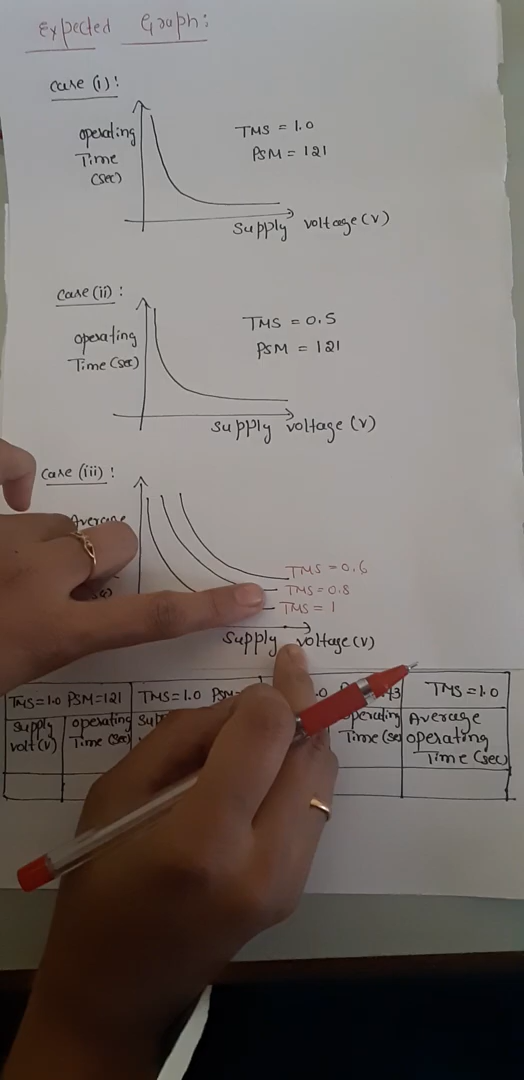 Expected Graph:
Case (i):
operating
Time
(sec)
TMS = 1.0
PSM = 121
Supply voltage (v)
Case (ii):
operating
Time (sec)
TMS = 0.5
PSM = 121
Supply voltage (v)
Case (iii):
Average
TMS = 0.6
TMS = 0.8
TMS = 1
Supply voltage (v)
TMS=1.0 PSM=121 TMS=1.0 TMS=1.0
Supply
volt (v)
operating
Time (sec)
operating
Time (sec
Average
operating
Time (sec)